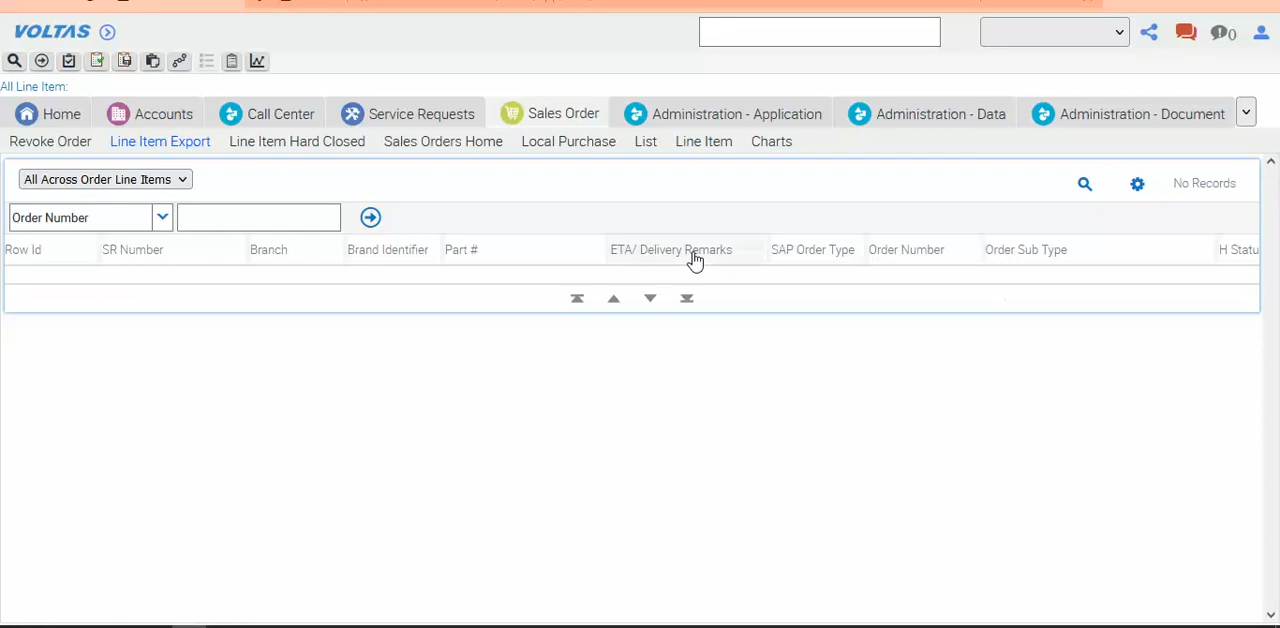 VOLTAS
0
All Line Item:
Home Accounts Call Center Service Requests Sales Order Administration - Application Administration - Data Administration - Document
Revoke Order Line Item Export Line Item Hard Closed Sales Orders Home Local Purchase List Line Item Charts
All Across Order Line Items No Records
Order Number
Row Id SR Number Branch Brand Identifier Part # ETA/ Delivery Remarks SAP Order Type Order Number Order Sub Type H Statu